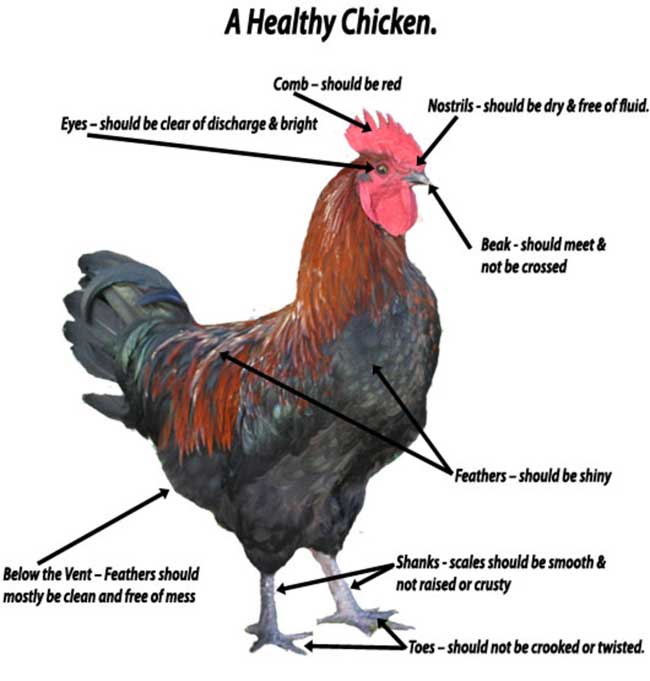 A Healthy Chicken.
Comb – should be red
Nostrils - should be dry & free of fluid.
Eyes – should be clear of discharge & bright
Beak - should meet &
not be crossed
Feathers – should be shiny
Shanks - scales should be smooth &
not raised or crusty
Below the Vent – Feathers should
mostly be clean and free of mess
Toes – should not be crooked or twisted.